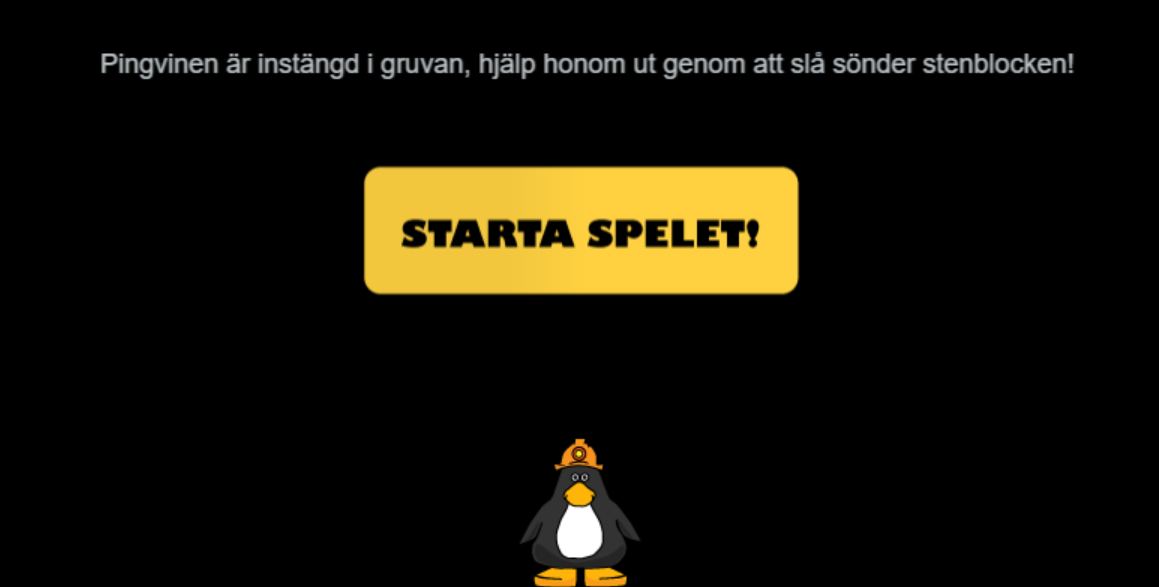 Pingvinen är instängd i gruvan, hjälp honom ut genom att slå sönder stenblocken!
STARTA SPELET!